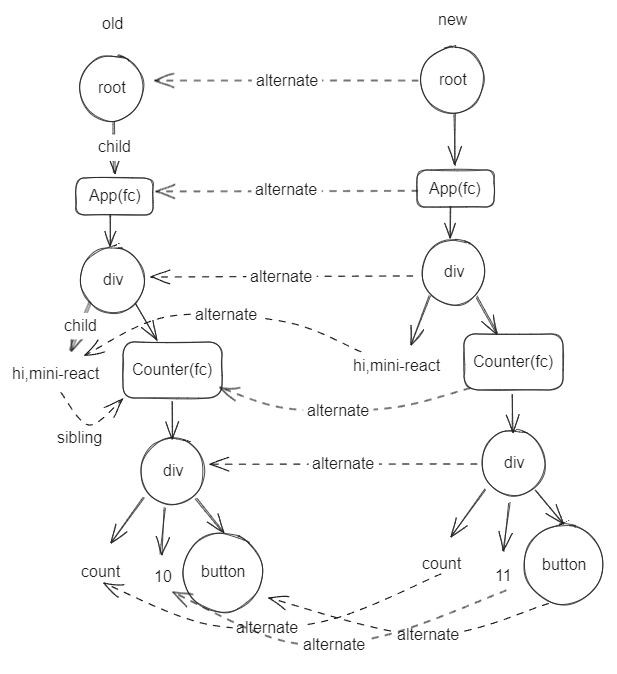 old
new
root
alternate
root
child
App(fc)
alternate
App(fc)
div
alternate
div
child
alternate
hi,mini-react
Counter(fc)
hi,mini-react
Counter(fc)
alternate
sibling
div
alternate
div
count
10
button
count
11
button
alternate
alternate
alternate